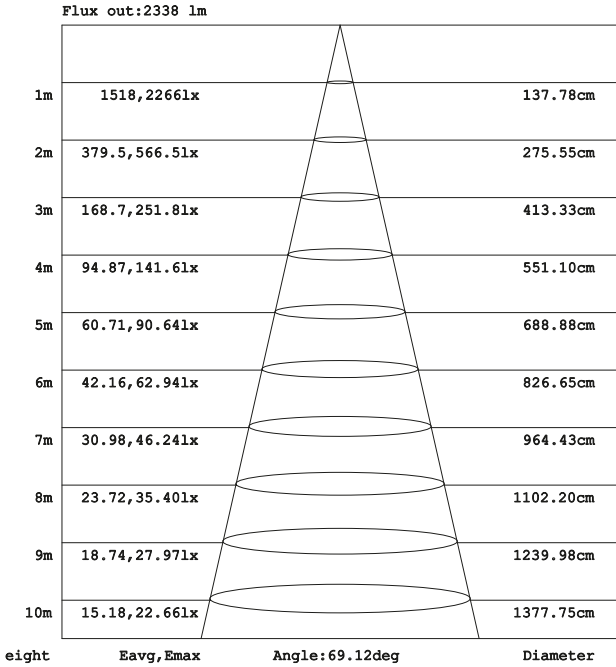 Flux out:2338 lm
1m 1518,2266lx 137.78cm
2m 379.5,566.5lx 275.55cm
3m 168.7,251.8lx 413.33cm
4m 94.87,141.6lx 551.10cm
5m 60.71,90.64lx 688.88cm
6m 42.16,62.94lx 826.65cm
7m 30.98,46.24lx 964.43cm
8m 23.72,35.40lx 1102.20cm
9m 18.74,27.97lx 1239.98cm
10m 15.18,22.66lx 1377.75cm
eight Eavg,Emax Angle:69.12deg Diameter